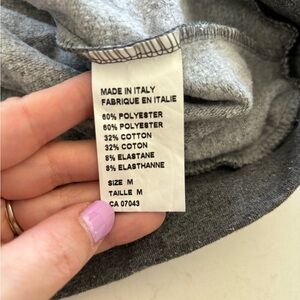 MADE IN ITALY
FABRIQUE EN ITALIE
60% POLYESTER
60% POLYESTER
32% COTTON
32% COTON
8% ELASTANE
8% ELASTHANNE
SIZE M
TAILLE M
CA 07043